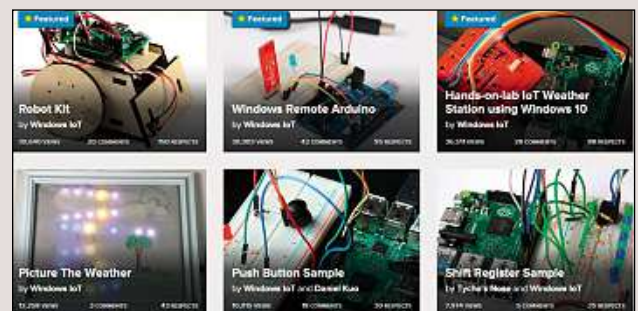 Featured
Featured
Featured
Robot Kit
by Windows IoT
Windows Remote Arduino
by Windows IoT
Hands-on-lab IoT Weather
Station using Windows 10
by Windows IoT
Picture The Weather
by Windows IoT
Push Button Sample
by Windows IoT and Daniel Kuo
Shift Register Sample
by Tyche's Nose and Windows IoT